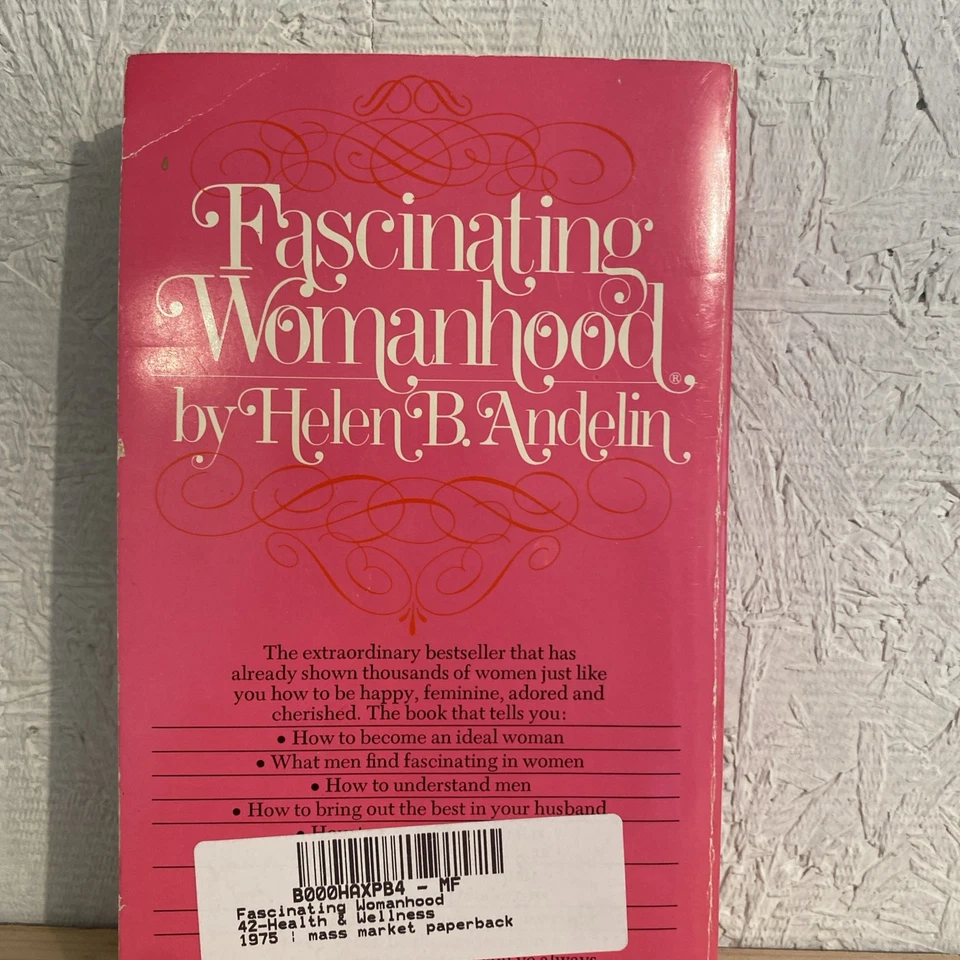 Fascinating
Womanhood®
by Helen B. Andelin
The extraordinary bestseller that has
already shown thousands of women just like
you how to be happy, feminine, adored and
cherished. The book that tells you:
• How to become an ideal woman
• What men find fascinating in women
• How to understand men
• How to bring out the best in your husband
B000HAXPB4 - MF
Fascinating Womanhood
42-Health & Wellness
1975 | mass market paperback
always